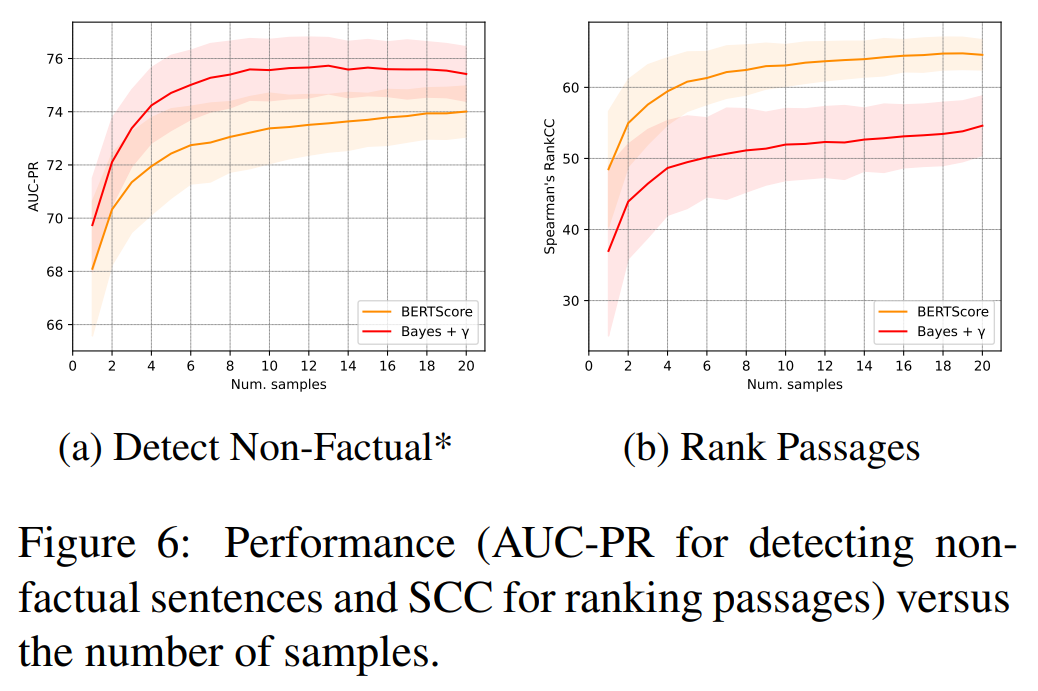 76
74
72
70
68
66
AUC-PR
0 2 4 6 8 10 12 14 16 18 20
Num. samples
BERTScore
Bayes + γ
60
50
40
30
Spearman's RankCC
0 2 4 6 8 10 12 14 16 18 20
Num. samples
BERTScore
Bayes + γ
(a) Detect Non-Factual*
(b) Rank Passages
Figure 6: Performance (AUC-PR for detecting non-
factual sentences and SCC for ranking passages) versus
the number of samples.